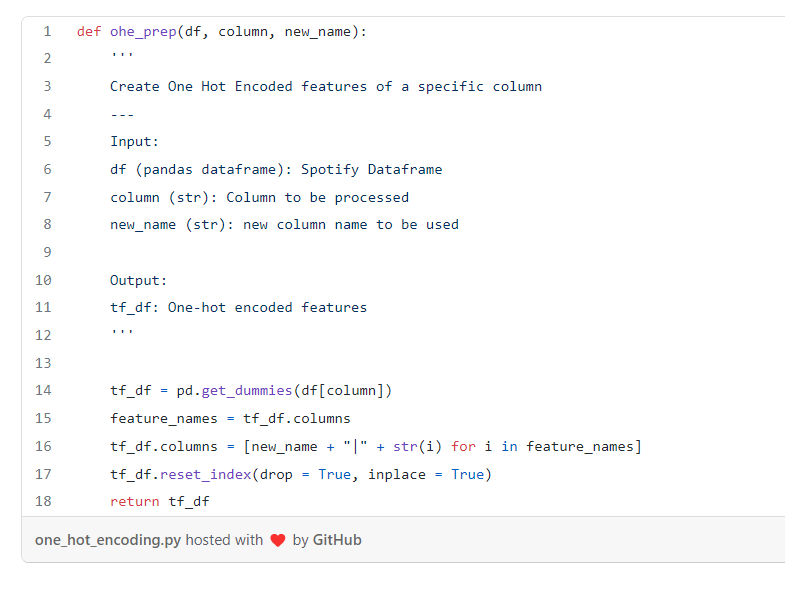 1 def ohe_prep(df, column, new_name):
2     '''
3     Create One Hot Encoded features of a specific column
4     ---
5     Input:
6     df (pandas dataframe): Spotify Dataframe
7     column (str): Column to be processed
8     new_name (str): new column name to be used
9
10     Output:
11     tf_df: One-hot encoded features
12     '''
13
14     tf_df = pd.get_dummies(df[column])
15     feature_names = tf_df.columns
16     tf_df.columns = [new_name + "|" + str(i) for i in feature_names]
17     tf_df.reset_index(drop = True, inplace = True)
18     return tf_df
one_hot_encoding.py hosted with ❤ by GitHub